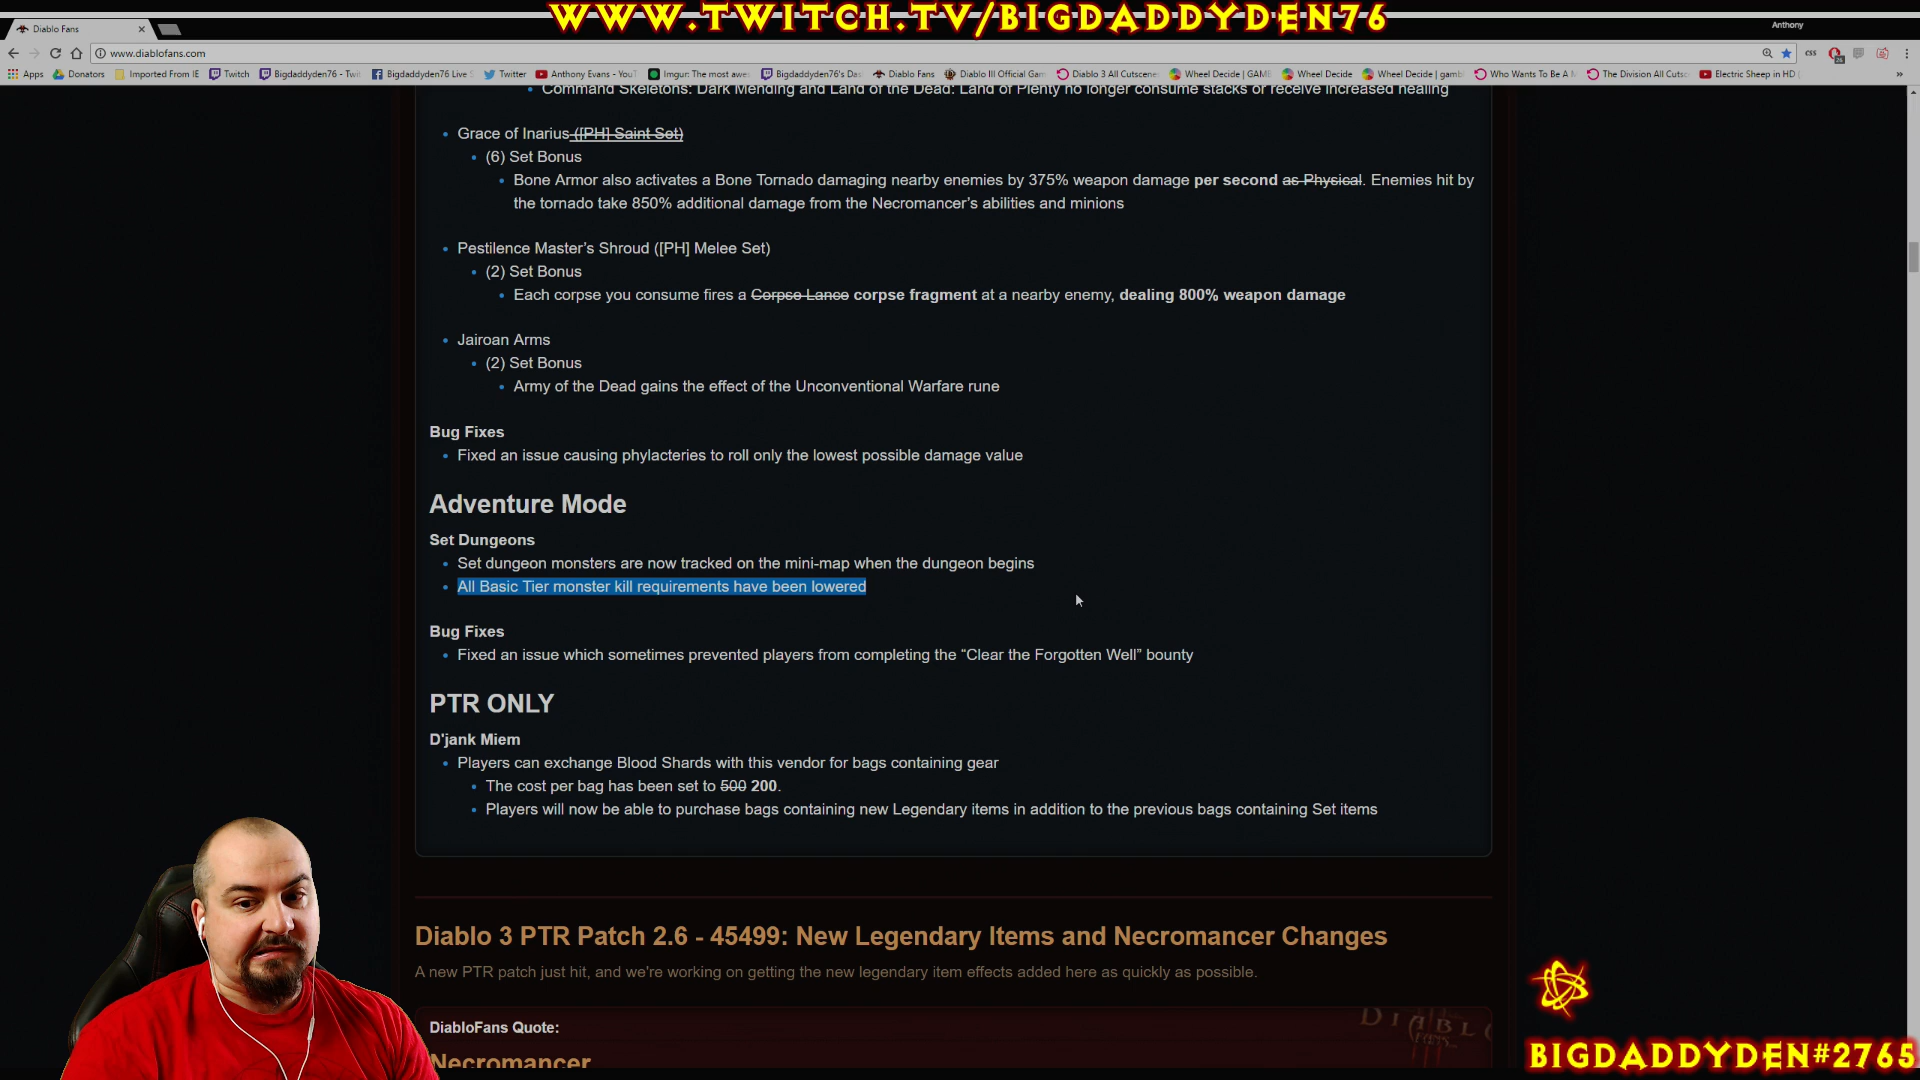 WWW.TWITCH.TV/BIGDADDYDEN76
Diablo Fans
Anthony
www.diablofans.com
Apps Donators Imported From IE Twitch Bigdaddyden76 - Twi Bigdaddyden76 Live Twitter Anthony Evans - YouT Imgur: The most awe Bigdaddyden76's Das Diablo Fans Diablo III Official Gam Diablo 3 All Cutscene Wheel Decide | GAM Wheel Decide Wheel Decide | gamb Who Wants To Be A The Division All Cuts Electric Sheep in HD
Command Skeletons: Dark Mending and Land of the Dead: Land of Plenty no longer consume stacks or receive increased healing
Grace of Inarius ([PH] Saint Set)
(6) Set Bonus
Bone Armor also activates a Bone Tornado damaging nearby enemies by 375% weapon damage per second as Physical. Enemies hit by
the tornado take 850% additional damage from the Necromancer's abilities and minions
Pestilence Master's Shroud ([PH] Melee Set)
(2) Set Bonus
Each corpse you consume fires a Corpse Lance corpse fragment at a nearby enemy, dealing 800% weapon damage
Jairoan Arms
(2) Set Bonus
Army of the Dead gains the effect of the Unconventional Warfare rune
Bug Fixes
Fixed an issue causing phylacteries to roll only the lowest possible damage value
Adventure Mode
Set Dungeons
Set dungeon monsters are now tracked on the mini-map when the dungeon begins
All Basic Tier monster kill requirements have been lowered
Bug Fixes
Fixed an issue which sometimes prevented players from completing the “Clear the Forgotten Well” bounty
PTR ONLY
D'jank Miem
Players can exchange Blood Shards with this vendor for bags containing gear
The cost per bag has been set to 500 200.
Players will now be able to purchase bags containing new Legendary items in addition to the previous bags containing Set items
Diablo 3 PTR Patch 2.6 - 45499: New Legendary Items and Necromancer Changes
A new PTR patch just hit, and we're working on getting the new legendary item effects added here as quickly as possible.
DiabloFans Quote:
Necromancer
BIGDADDYDEN#2765